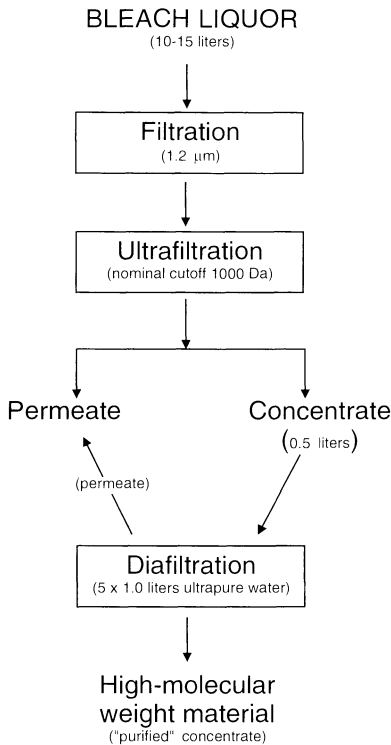 BLEACH LIQUOR
(10-15 liters)
Filtration
(1.2 μm)
Ultrafiltration
(nominal cutoff 1000 Da)
Permeate
Concentrate
(0.5 liters)
(permeate)
Diafiltration
(5 x 1.0 liters ultrapure water)
High-molecular
weight material
("purified" concentrate)